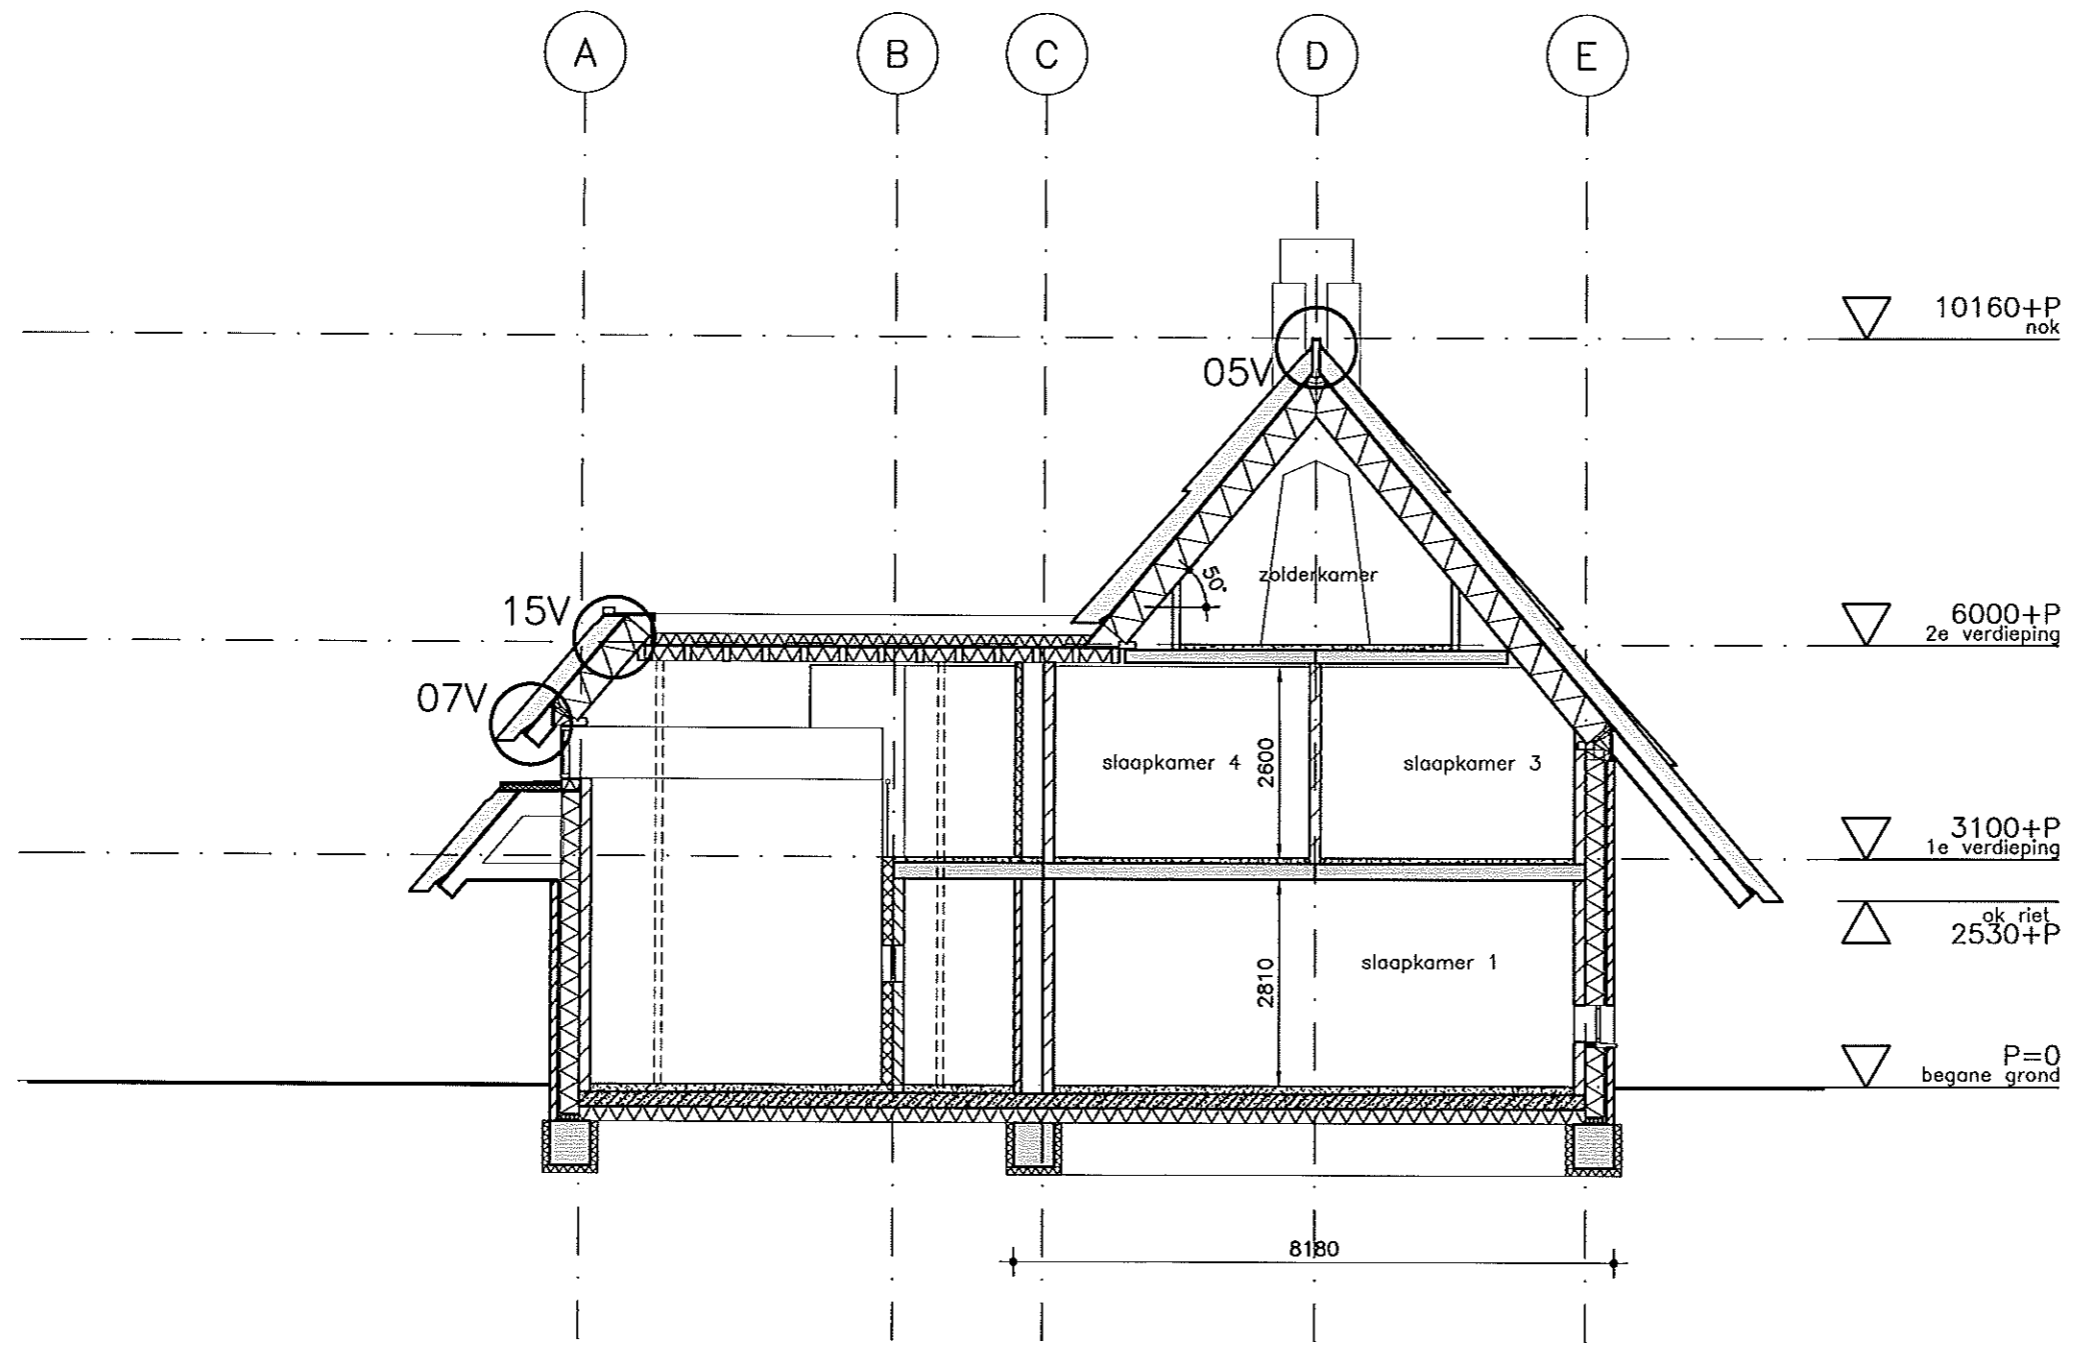 A B C D E
10160+P
nok
05V
50°
zolderkamer
15V
6000+P
2e verdieping
07V
slaapkamer 4
2600
slaapkamer 3
3100+P
1e verdieping
ok riet
2530+P
slaapkamer 1
2810
P=0
begane grond
8180